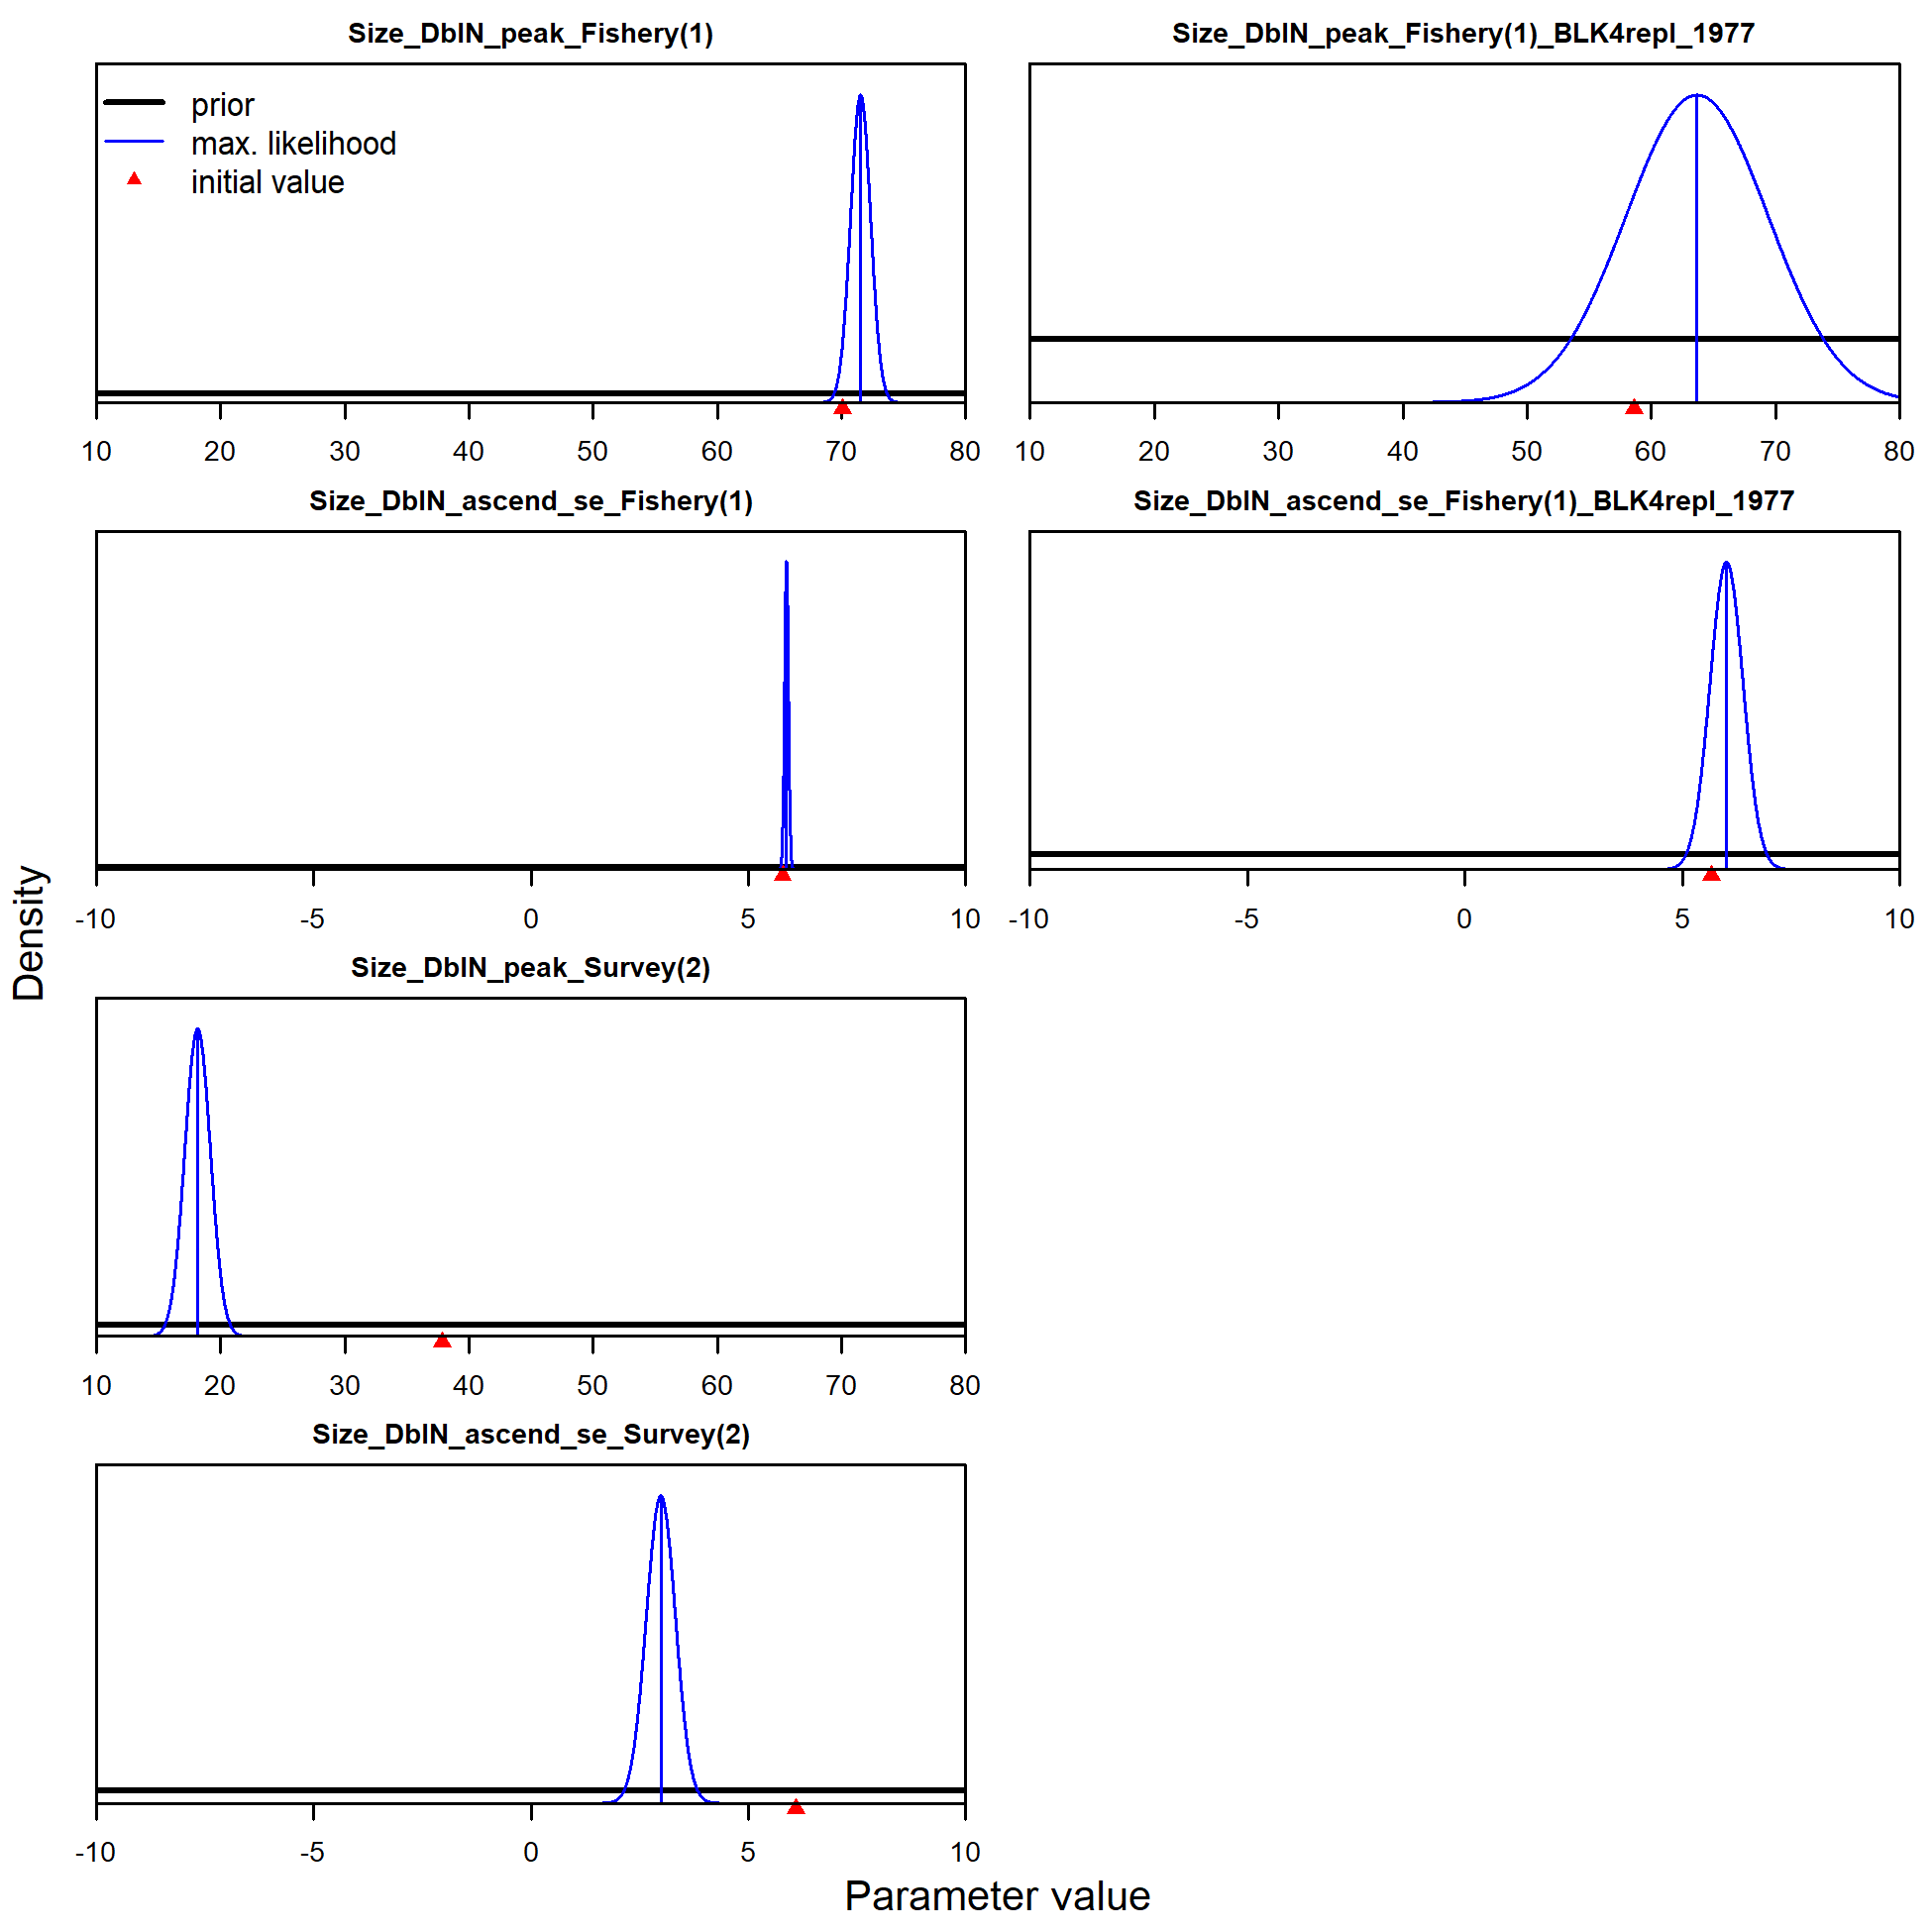 Size_DblN_peak_Fishery(1)
prior
max. likelihood
initial value
10 20 30 40 50 60 70 80
Size_DblN_peak_Fishery(1)_BLK4repl_1977
10 20 30 40 50 60 70 80
Size_DblN_ascend_se_Fishery(1)
-10 -5 0 5 10
Size_DblN_ascend_se_Fishery(1)_BLK4repl_1977
-10 -5 0 5 10
Size_DblN_peak_Survey(2)
10 20 30 40 50 60 70 80
Size_DblN_ascend_se_Survey(2)
-10 -5 0 5 10
Density
Parameter value